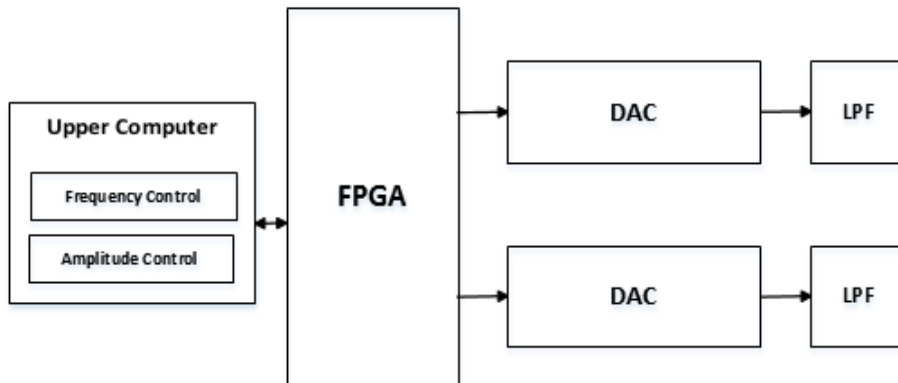 Upper Computer
Frequency Control
Amplitude Control
FPGA
DAC
LPF
DAC
LPF